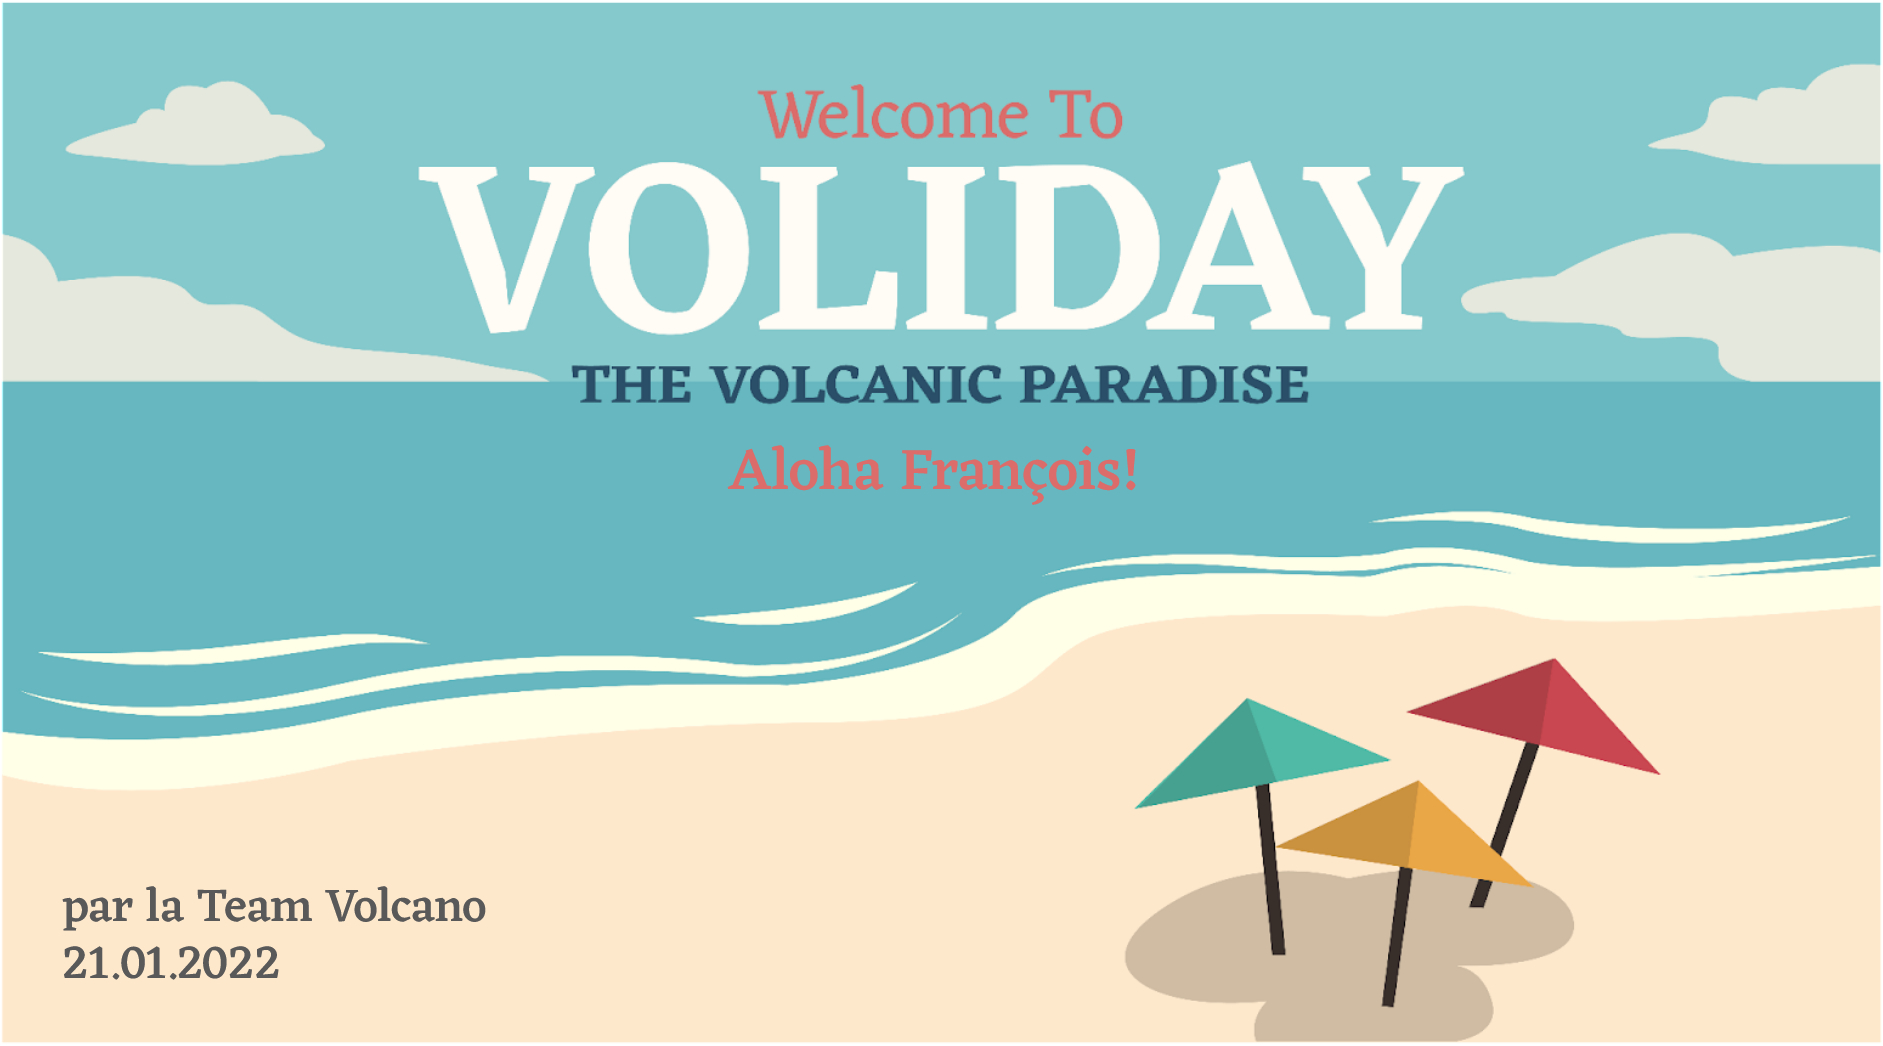 Welcome To
VOLIDAY
THE VOLCANIC PARADISE
Aloha François!
par la Team Volcano
21.01.2022